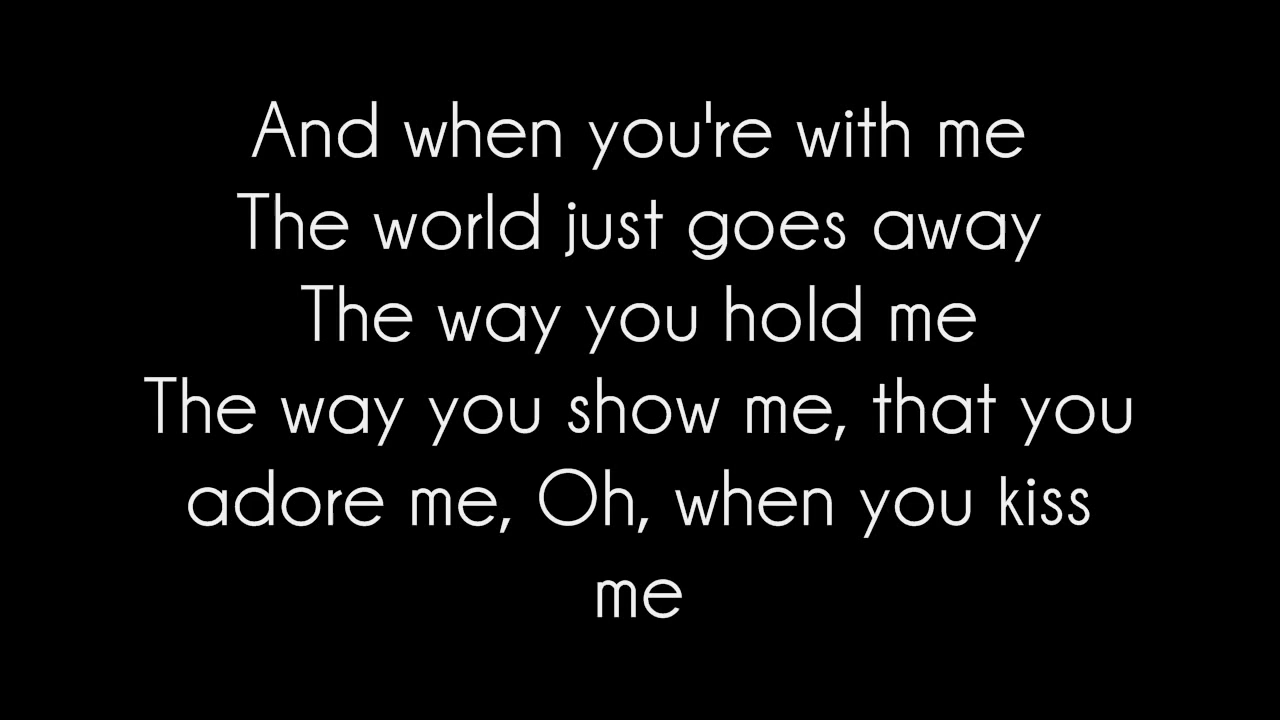 And when you're with me
The world just goes away
The way you hold me
The way you show me, that you
adore me, Oh, when you kiss
me